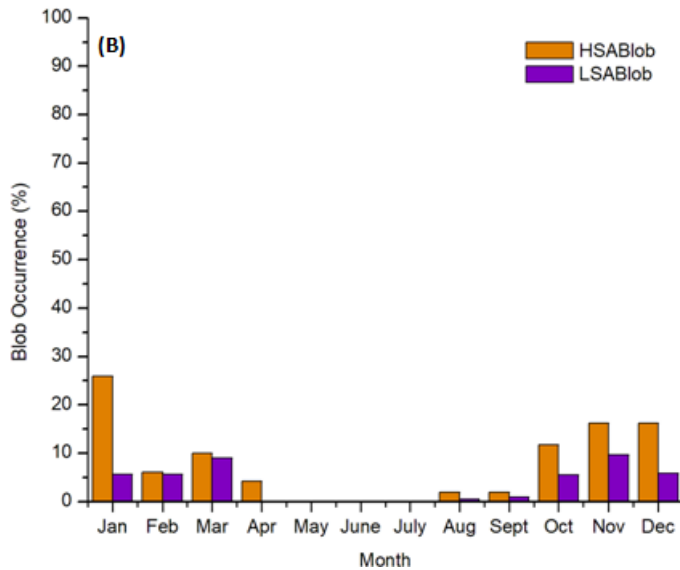 (B)
HSABlob
LSABlob
Blob Occurrence (%)
100
90
80
70
60
50
40
30
20
10
0
Jan Feb Mar Apr May June July Aug Sept Oct Nov Dec
Month